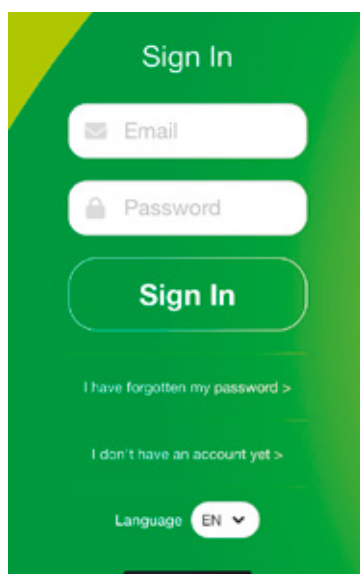 Sign In
Email
Password
Sign In
I have forgotten my password >
I don't have an account yet >
Language EN